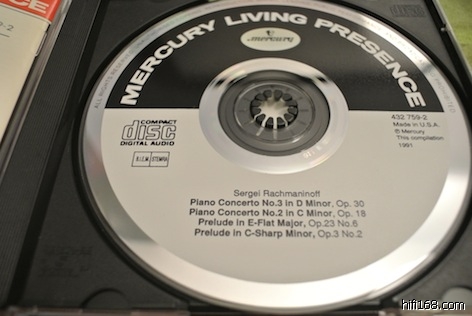 MERCURY LIVING PRESENCE
mercury
COMPACT
disc
DIGITAL AUDIO
B.I.E.M. STEMRA
432 759-2
Made in U.S.A.
℗ Mercury
This compilation
1991
Sergei Rachmaninoff
Piano Concerto No.3 in D Minor, Op. 30
Piano Concerto No.2 in C Minor, Op. 18
Prelude in E-Flat Major, Op.23 No.6
Prelude in C-Sharp Minor, Op.3 No.2
hifi168.com